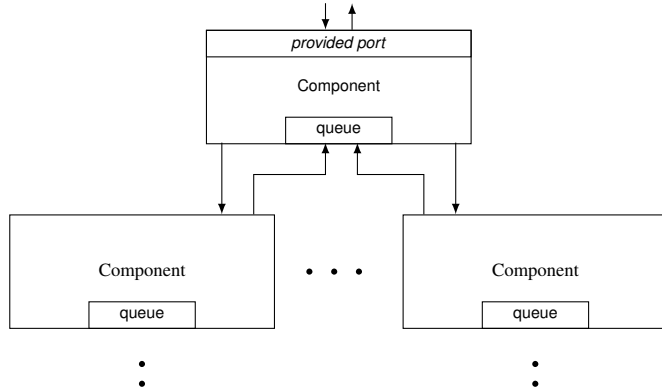 provided port
Component
queue
Component
Component
queue
queue